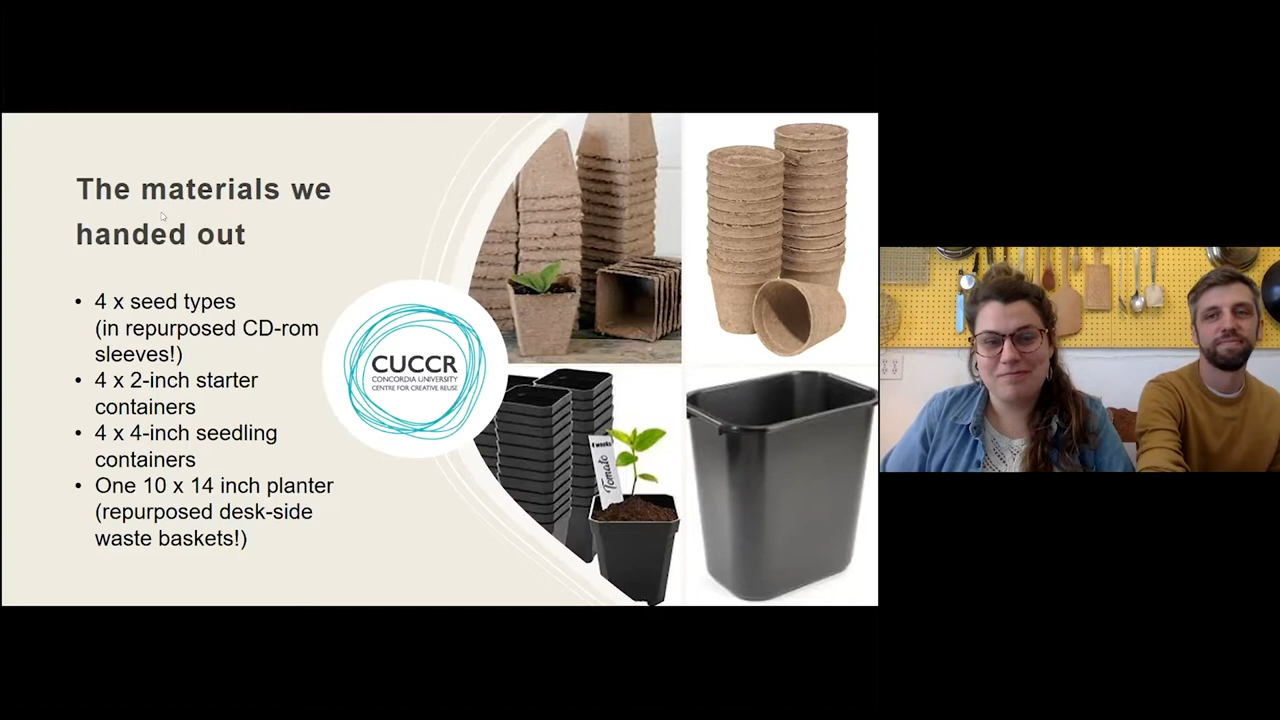 The materials we
handed out
• 4 x seed types
(in repurposed CD-rom
sleeves!)
• 4 x 2-inch starter
containers
• 4 x 4-inch seedling
containers
• One 10 x 14 inch planter
(repurposed desk-side
waste baskets!)
CUCCR
CONCORDIA UNIVERSITY
CENTRE FOR CREATIVE REUSE
4 weeks
Tomato